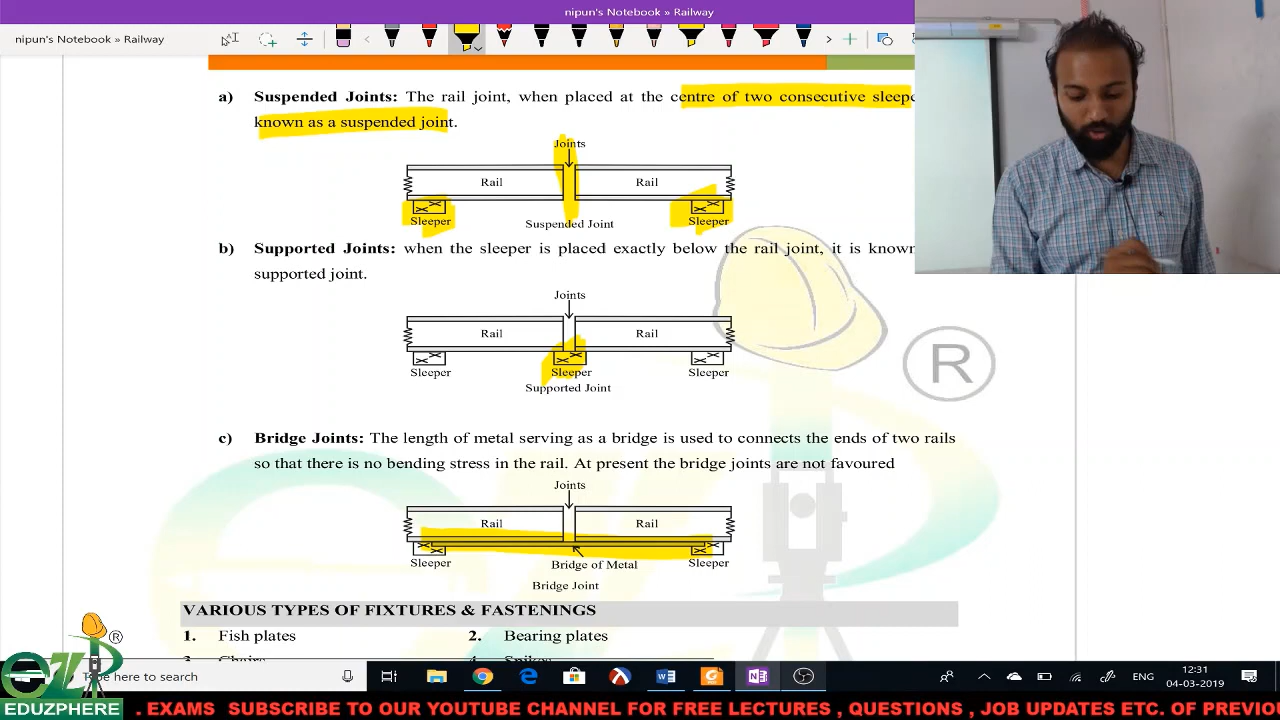 nipun's Notebook » Railway
nipun's Notebook » Railway
a) Suspended Joints: The rail joint, when placed at the centre of two consecutive
known as a suspended joint.
Joints
Rail Rail
Sleeper Suspended Joint Sleeper
b) Supported Joints: when the sleeper is placed exactly below the rail joint, it is known
supported joint.
Joints
Rail Rail
Sleeper Sleeper Sleeper
Supported Joint
R
c) Bridge Joints: The length of metal serving as a bridge is used to connects the ends of two rails
so that there is no bending stress in the rail. At present the bridge joints are not favoured
Joints
Rail Rail
Sleeper Bridge of Metal Sleeper
Bridge Joint
VARIOUS TYPES OF FIXTURES & FASTENINGS
1. Fish plates 2. Bearing plates
3. Chairs 4. Spikes
R
Type here to search
ENG
12:31
04-03-2019
EDUZPHERE
. EXAMS SUBSCRIBE TO OUR YOUTUBE CHANNEL FOR FREE LECTURES , QUESTIONS , JOB UPDATES ETC. OF PREVIO